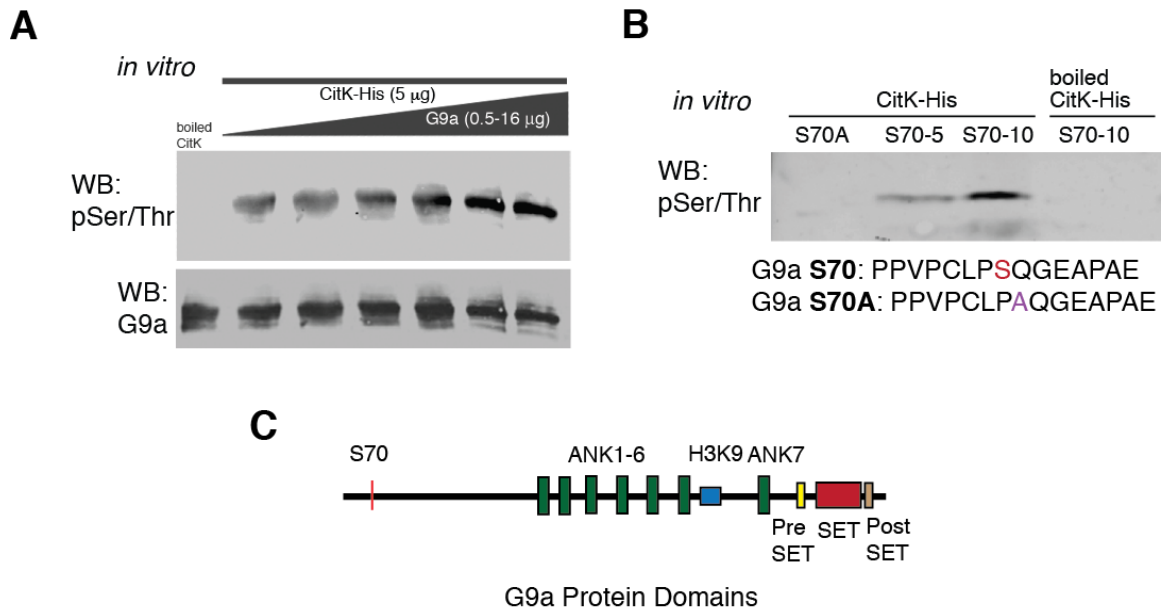 A
in vitro
CitK-His (5 µg)
G9a (0.5-16 µg)
boiled
CitK
WB:
pSer/Thr
WB:
G9a
B
in vitro
CitK-His
boiled
CitK-His
S70A S70-5 S70-10 S70-10
WB:
pSer/Thr
G9a S70: PPVPCLPSQGEAPAE
G9a S70A: PPVPCLPAQGEAPAE
C
S70 ANK1-6 H3K9 ANK7
Pre
SET
SET
Post
SET
G9a Protein Domains